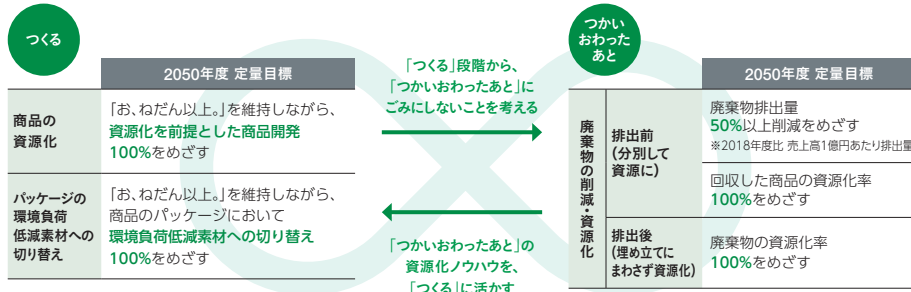 つくる
2050年度 定量目標
商品の
資源化
「お、ねだん以上。」を維持しながら、
資源化を前提とした商品開発
100%をめざす
パッケージの
環境負荷
低減素材への
切り替え
「お、ねだん以上。」を維持しながら、
商品のパッケージにおいて
環境負荷低減素材への切り替え
100%をめざす
「つくる」段階から、
「つかいおわったあと」に
ごみにしないことを考える
「つかいおわったあと」の
資源化ノウハウを、
「つくる」に活かす
つかい
おわった
あと
2050年度 定量目標
廃棄物の削減・資源化
排出前
(分別して
資源に)
廃棄物排出量
50%以上削減をめざす
※2018年度比 売上高1億円あたり排出量
回収した商品の資源化率
100%をめざす
排出後
(埋め立てに
まわさず資源化)
廃棄物の資源化率
100%をめざす